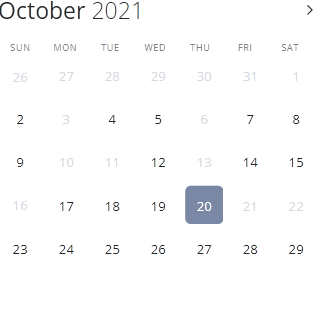 October 2021 >
SUN MON TUE WED THU FRI SAT
26 27 28 29 30 31 1
2 3 4 5 6 7 8
9 10 11 12 13 14 15
16 17 18 19 20 21 22
23 24 25 26 27 28 29